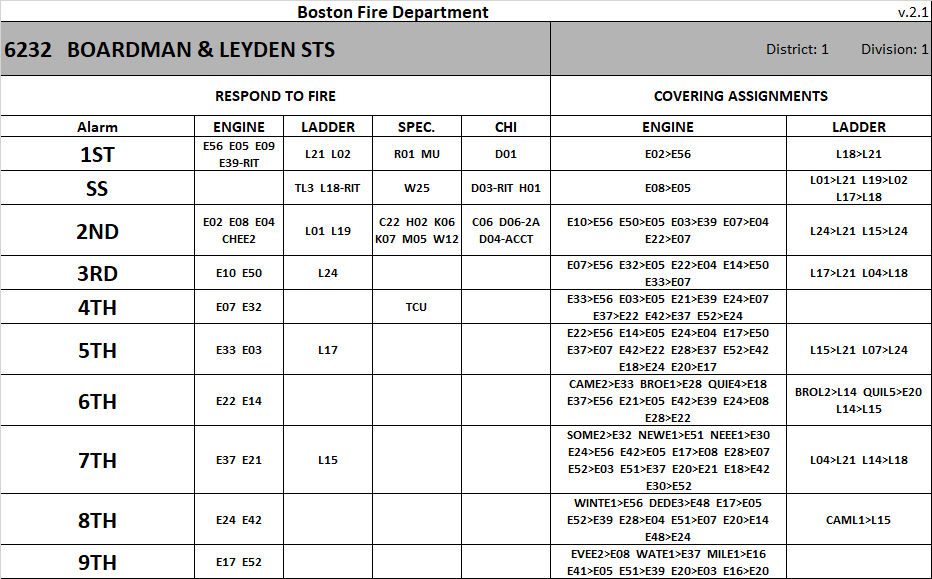 Boston Fire Department v.2.1
6232 BOARDMAN & LEYDEN STS District: 1 Division: 1
RESPOND TO FIRE COVERING ASSIGNMENTS
Alarm ENGINE LADDER SPEC. CHI ENGINE LADDER
1ST
E56 E05 E09
E39-RIT
L21 L02
R01 MU
D01
E02>E56
L18>L21
SS
TL3 L18-RIT
W25
D03-RIT H01
E08>E05
L01>L21 L19>L02
L17>L18
2ND
E02 E08 E04
CHEE2
L01 L19
C22 H02 K06
K07 M05 W12
C06 D06-2A
D04-ACCT
E10>E56 E50>E05 E03>E39 E07>E04
E22>E07
L24>L21 L15>L24
3RD
E10 E50
L24
E07>E56 E32>E05 E22>E04 E14>E50
E33>E07
L17>L21 L04>L18
4TH
E07 E32
TCU
E33>E56 E03>E05 E21>E39 E24>E07
E37>E22 E42>E37 E52>E24
5TH
E33 E03
L17
E22>E56 E14>E05 E24>E04 E17>E50
E37>E07 E42>E22 E28>E37 E52>E42
E18>E24 E20>E17
L15>L21 L07>L24
6TH
E22 E14
CAME2>E33 BROE1>E28 QUIE4>E18
E37>E56 E21>E05 E42>E39 E24>E08
E28>E22
BROL2>L14 QUIL5>E20
L14>L15
7TH
E37 E21
L15
SOME2>E32 NEWE1>E51 NEEE1>E30
E24>E56 E42>E05 E17>E08 E28>E07
E52>E03 E51>E37 E20>E21 E18>E42
E30>E52
L04>L21 L14>L18
8TH
E24 E42
WINTE1>E56 DEDE3>E48 E17>E05
E52>E39 E28>E04 E51>E07 E20>E14
E48>E24
CAML1>L15
9TH
E17 E52
EVEE2>E08 WATE1>E37 MILE1>E16
E41>E05 E51>E39 E20>E03 E16>E20